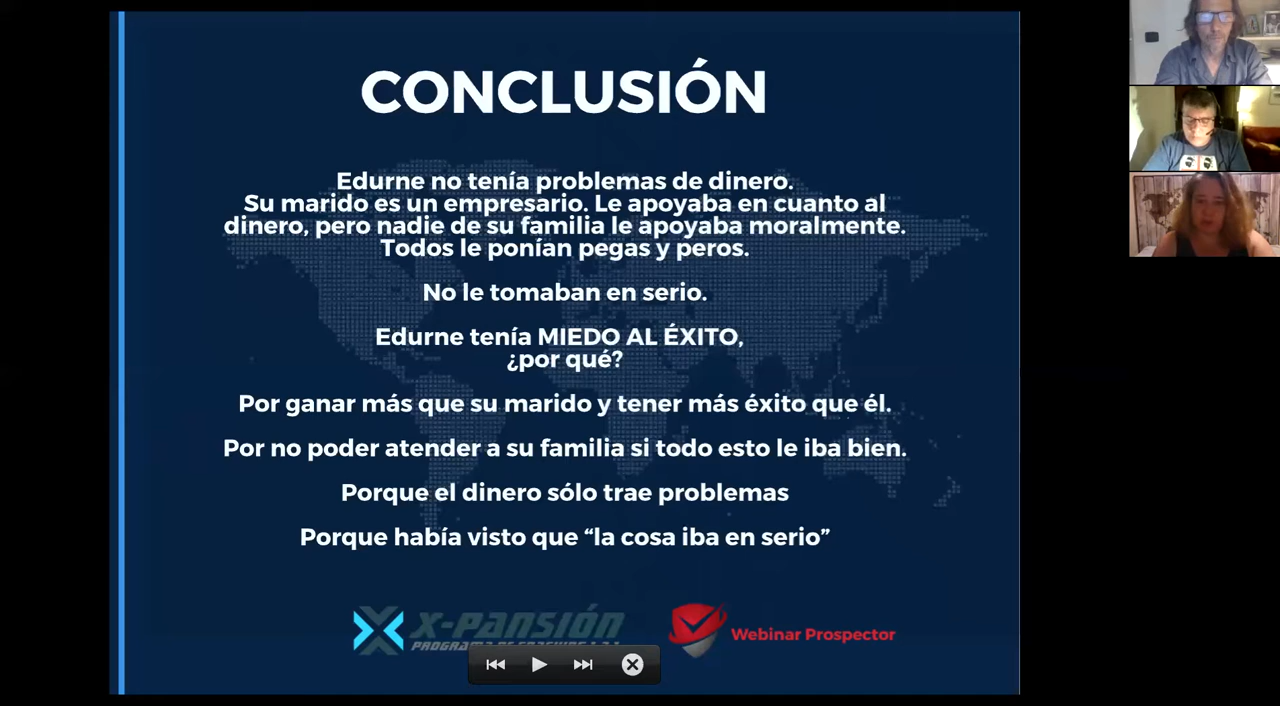 CONCLUSIÓN
Edurne no tenía problemas de dinero.
Su marido es un empresario. Le apoyaba en cuanto al
dinero, pero nadie de su familia le apoyaba moralmente.
Todos le ponían pegas y peros.
No le tomaban en serio.
Edurne tenía MIEDO AL ÉXITO,
¿por qué?
Por ganar más que su marido y tener más éxito que él.
Por no poder atender a su familia si todo esto le iba bien.
Porque el dinero sólo trae problemas
Porque había visto que “la cosa iba en serio”
X-PANSIÓN
PROGRAMA DE COACHING
Webinar Prospector